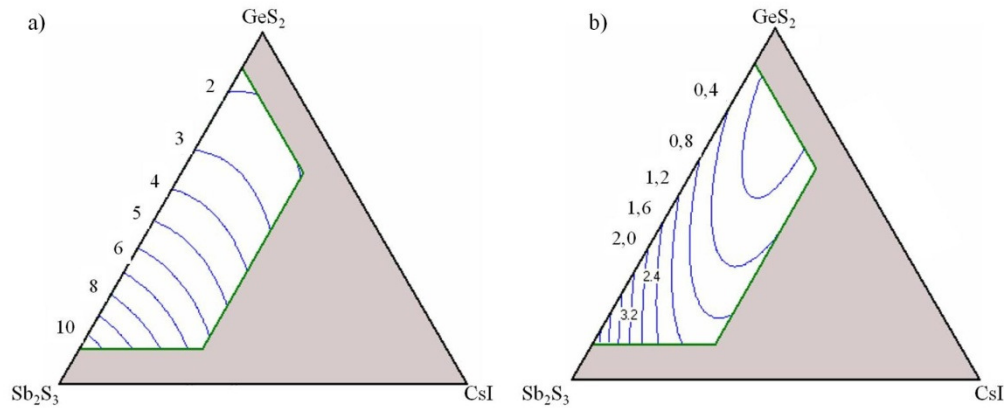 a)
GeS₂
2
3
4
5
6
8
10
Sb₂S₃
CsI
b)
GeS₂
0,4
0,8
1,2
1,6
2,0
2.4
3.2
Sb₂S₃
CsI